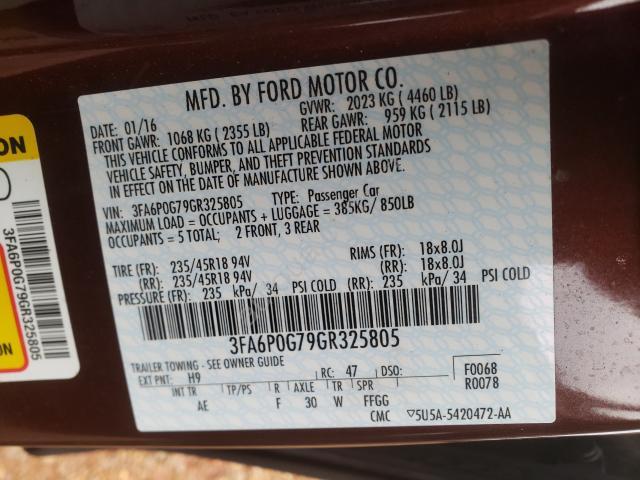 MFD. BY FORD MOTOR CO.
DATE: 01/16 GVWR: 2023 KG ( 4460 LB)
FRONT GAWR: 1068 KG ( 2355 LB) REAR GAWR: 959 KG ( 2115 LB)
THIS VEHICLE CONFORMS TO ALL APPLICABLE FEDERAL MOTOR
VEHICLE SAFETY, BUMPER, AND THEFT PREVENTION STANDARDS
IN EFFECT ON THE DATE OF MANUFACTURE SHOWN ABOVE.
VIN: 3FA6P0G79GR325805 TYPE: Passenger Car
MAXIMUM LOAD = OCCUPANTS + LUGGAGE = 385KG/ 850LB
OCCUPANTS = 5 TOTAL; 2 FRONT, 3 REAR
TIRE (FR): 235/45R18 94V RIMS (FR): 18x8.0J
(RR): 235/45R18 94V (RR): 18x8.0J
PRESSURE (FR): 235 kPa/ 34 PSI COLD (RR): 235 kPa/ 34 PSI COLD
3FA6P0G79GR325805
TRAILER TOWING - SEE OWNER GUIDE
EXT PNT: H9 RC: 47 DSO: F0068
INT TR TP/PS R AXLE TR SPR R0078
AE F 30 W FFGG
CMC ▽5U5A-5420472-AA
ON
3FA6P0G79GR325805